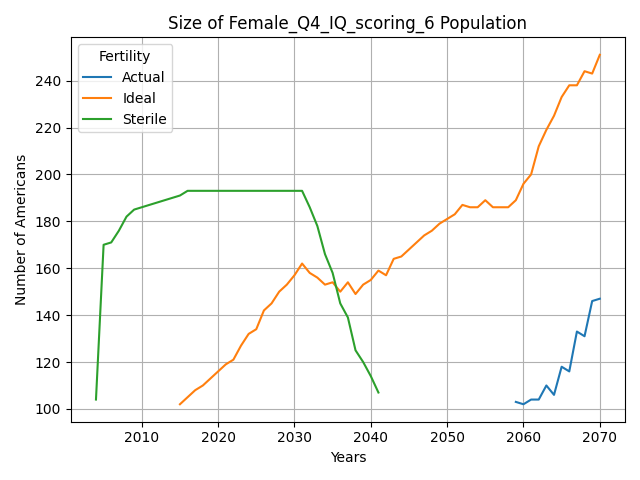 Size of Female_Q4_IQ_scoring_6 Population
Fertility
Actual
Ideal
Sterile
Number of Americans
240
220
200
180
160
140
120
100
2010 2020 2030 2040 2050 2060 2070
Years